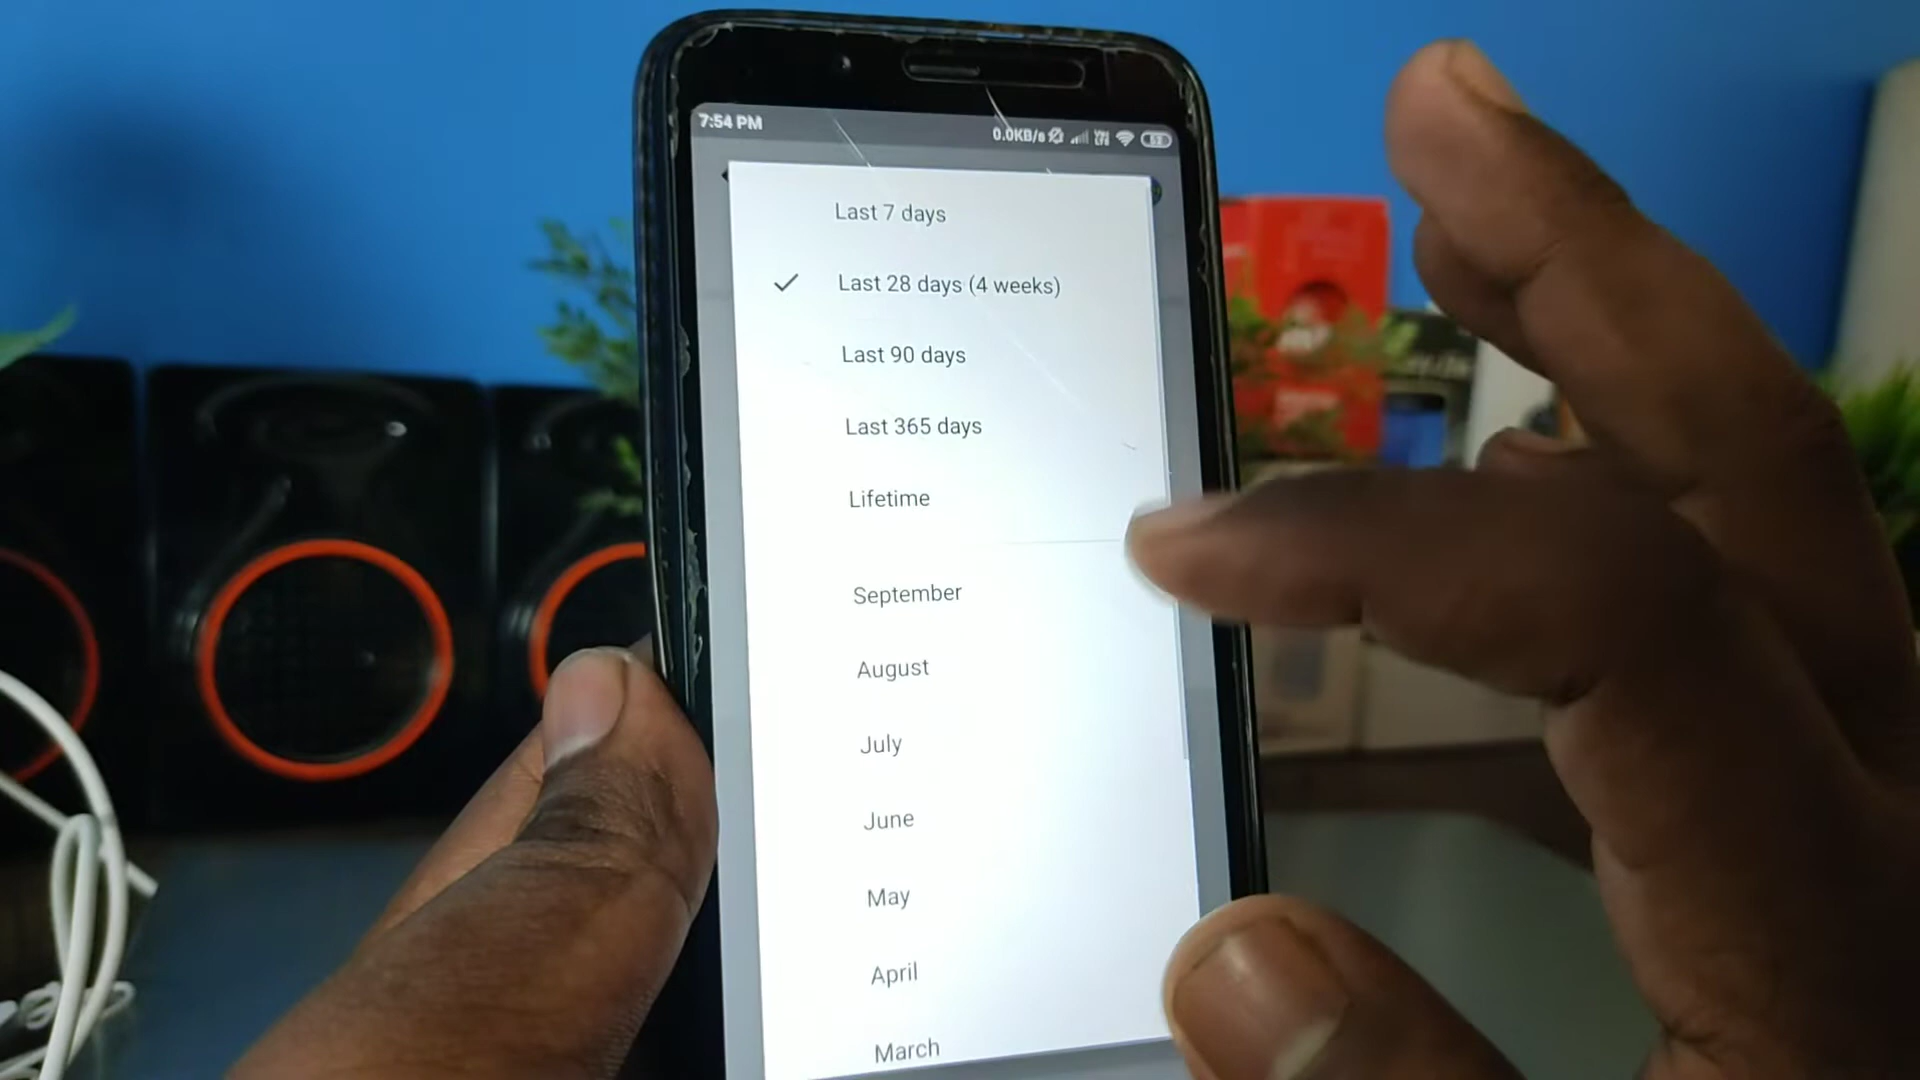 7:54 PM
0.0KB/s 53
Last 7 days
Last 28 days (4 weeks)
Last 90 days
Last 365 days
Lifetime
September
August
July
June
May
April
March